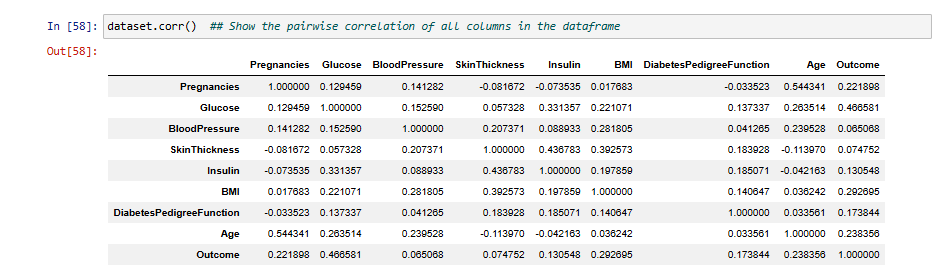 In [58]: dataset.corr()  ## Show the pairwise correlation of all columns in the dataframe
Out[58]:
Pregnancies Glucose BloodPressure SkinThickness Insulin BMI DiabetesPedigreeFunction Age Outcome
Pregnancies 1.000000 0.129459 0.141282 -0.081672 -0.073535 0.017683 -0.033523 0.544341 0.221898
Glucose 0.129459 1.000000 0.152590 0.057328 0.331357 0.221071 0.137337 0.263514 0.466581
BloodPressure 0.141282 0.152590 1.000000 0.207371 0.088933 0.281805 0.041265 0.239528 0.065068
SkinThickness -0.081672 0.057328 0.207371 1.000000 0.436783 0.392573 0.183928 -0.113970 0.074752
Insulin -0.073535 0.331357 0.088933 0.436783 1.000000 0.197859 0.185071 -0.042163 0.130548
BMI 0.017683 0.221071 0.281805 0.392573 0.197859 1.000000 0.140647 0.036242 0.292695
DiabetesPedigreeFunction -0.033523 0.137337 0.041265 0.183928 0.185071 0.140647 1.000000 0.033561 0.173844
Age 0.544341 0.263514 0.239528 -0.113970 -0.042163 0.036242 0.033561 1.000000 0.238356
Outcome 0.221898 0.466581 0.065068 0.074752 0.130548 0.292695 0.173844 0.238356 1.000000